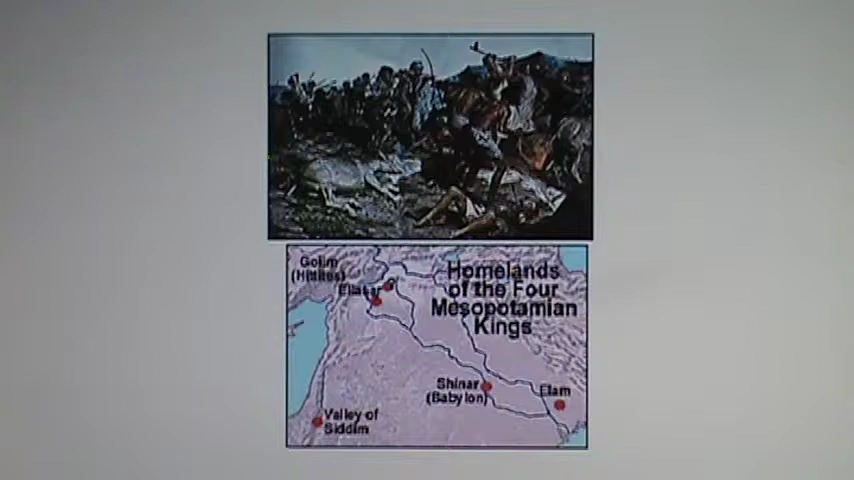 Goiim
(Hittites)
Ellasar
Homelands
of the Four
Mesopotamian
Kings
Shinar
(Babylon)
Elam
Valley of
Siddim